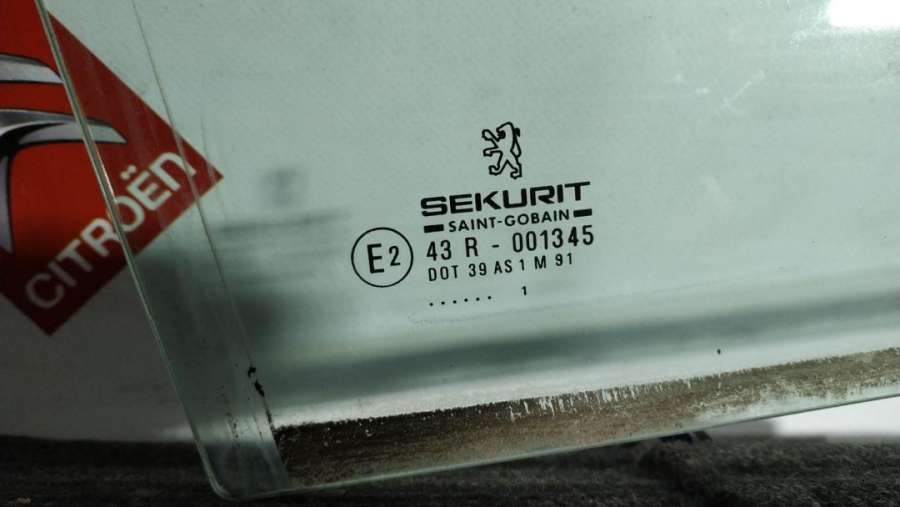 CITROËN
SEKURIT
SAINT-GOBAIN
E2
43 R - 001345
DOT 39 AS 1 M 91
...... 1